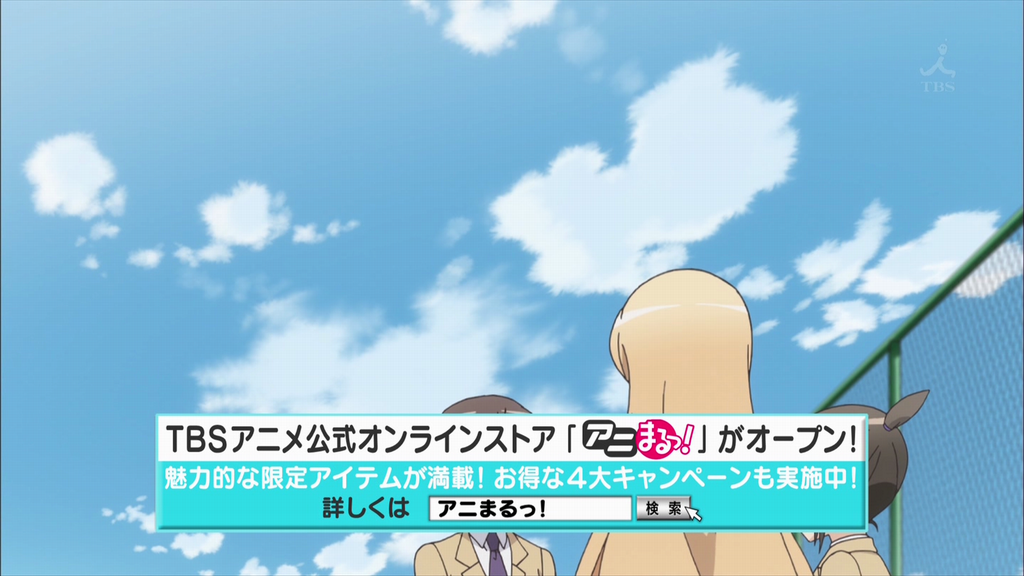 TBS
TBSアニメ公式オンラインストア「アニまるっ!」がオープン!
魅力的な限定アイテムが満載!お得な4大キャンペーンも実施中!
詳しくは アニまるっ! 検索